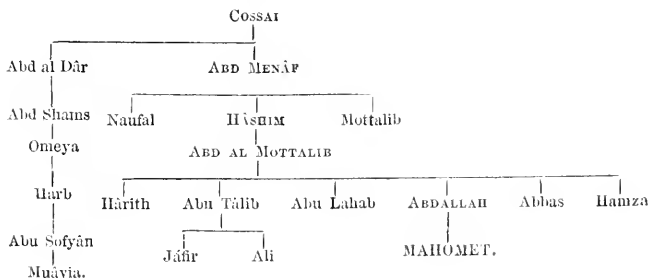 COSSAI
Abd al Dâr ABD MENÂF
Abd Shams Naufal HÂSHIM Mottalib
Omeya ABD AL MOTTALIB
Harb Hârith Abu Tâlib Abu Lahab ABDALLAH Abbas Hamza
Abu Sofyân Jáfir Ali MAHOMET.
Muâvia.